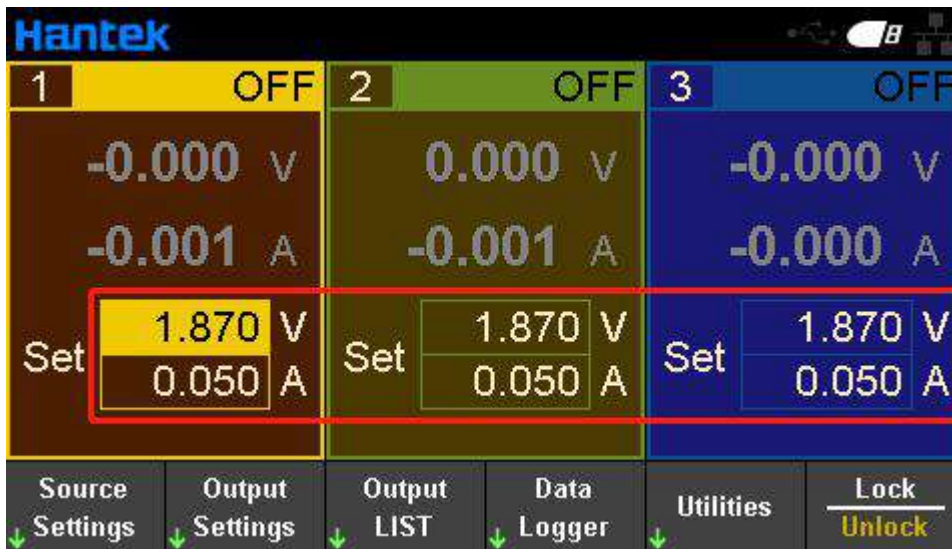 Hantek
8
1 OFF 2 OFF 3 OFF
-0.000 V 0.000 V -0.000 V
-0.001 A -0.001 A -0.000 A
Set 1.870 V Set 1.870 V Set 1.870 V
0.050 A 0.050 A 0.050 A
Source Settings Output Settings Output LIST Data Logger Utilities Lock Unlock